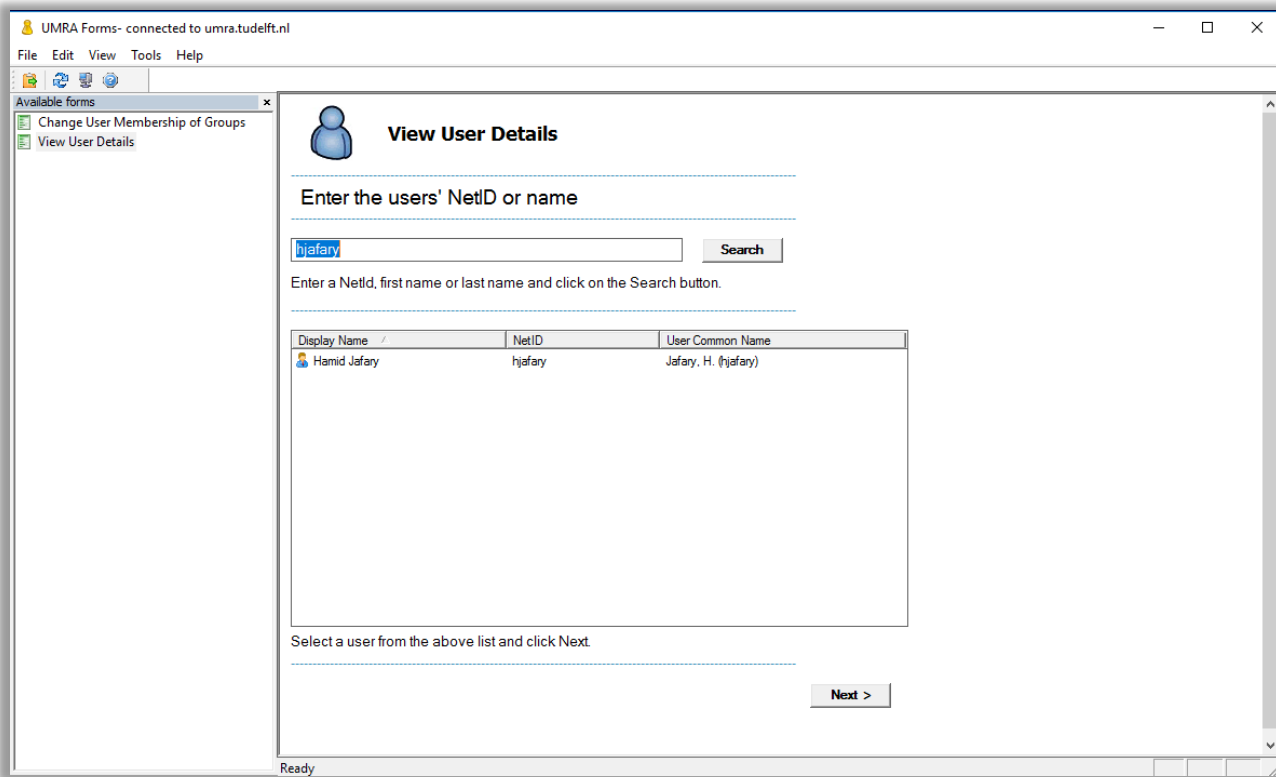 UMRA Forms- connected to umra.tudelft.nl
File Edit View Tools Help
Available forms
Change User Membership of Groups
View User Details
View User Details
Enter the users' NetID or name
hjafary
Search
Enter a NetId, first name or last name and click on the Search button.
Display Name NetID User Common Name
Hamid Jafary hjafary Jafary, H. (hjafary)
Select a user from the above list and click Next.
Next >
Ready